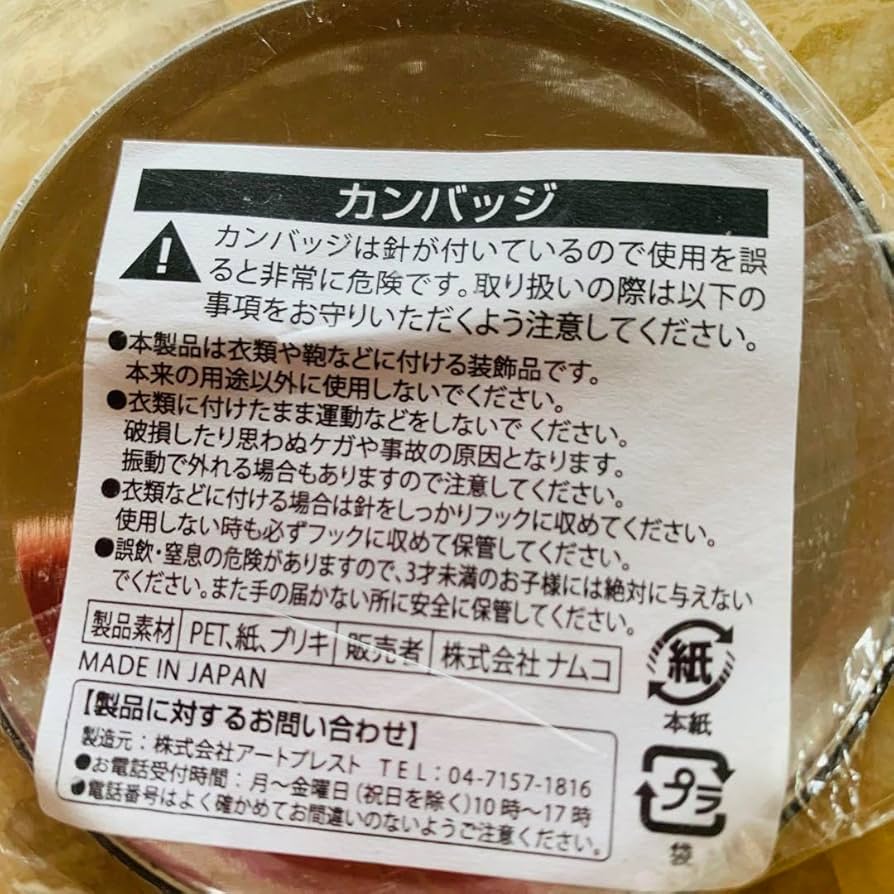 カンバッジ
カンバッジは針が付いているので使用を誤
ると非常に危険です。取り扱いの際は以下の
事項をお守りいただくよう注意してください。
●本製品は衣類や鞄などに付ける装飾品です。
本来の用途以外に使用しないでください。
●衣類に付けたまま運動などをしないでください。
破損したり思わぬケガや事故の原因となります。
振動で外れる場合もありますので注意してください。
●衣類などに付ける場合は針をしっかりフックに収めてください。
使用しない時も必ずフックに収めて保管してください。
●誤飲・窒息の危険がありますので、3才未満のお子様には絶対に与えない
でください。また手の届かない所に安全に保管してください。
製品素材 PET、紙、ブリキ 販売者 株式会社ナムコ
MADE IN JAPAN
【製品に対するお問い合わせ】
製造元：株式会社アートプレスト TEL：04-7157-1816
●お電話受付時間：月～金曜日(祝日を除く)10時～17時
●電話番号はよく確かめてお間違いのないようご注意ください。
紙
本紙
プラ
袋